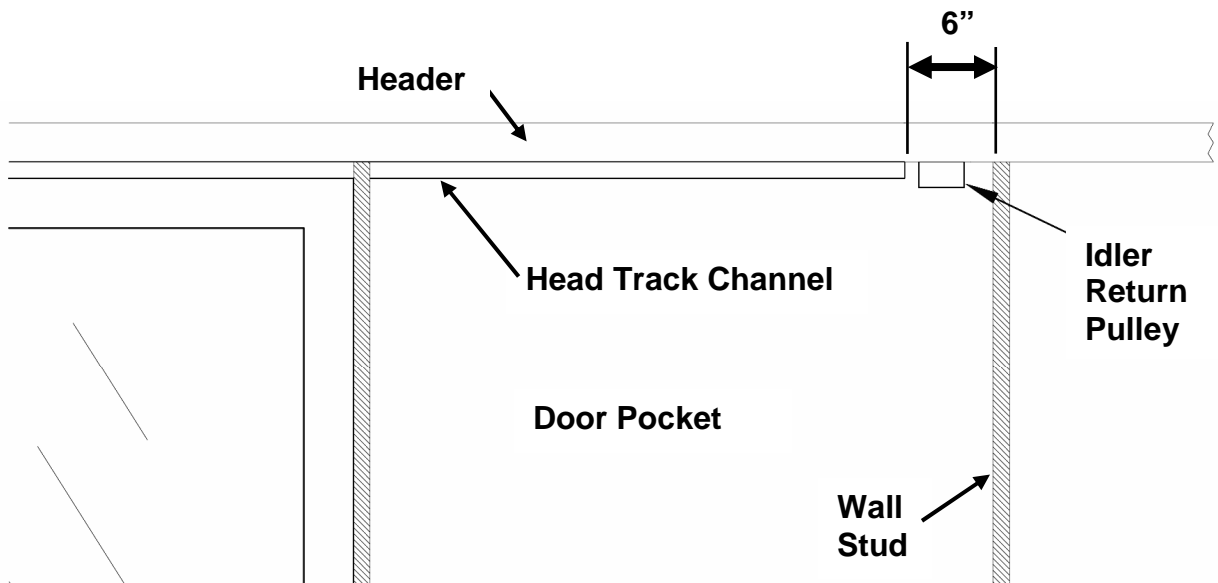 6”
Header
Head Track Channel
Idler
Return
Pulley
Door Pocket
Wall
Stud